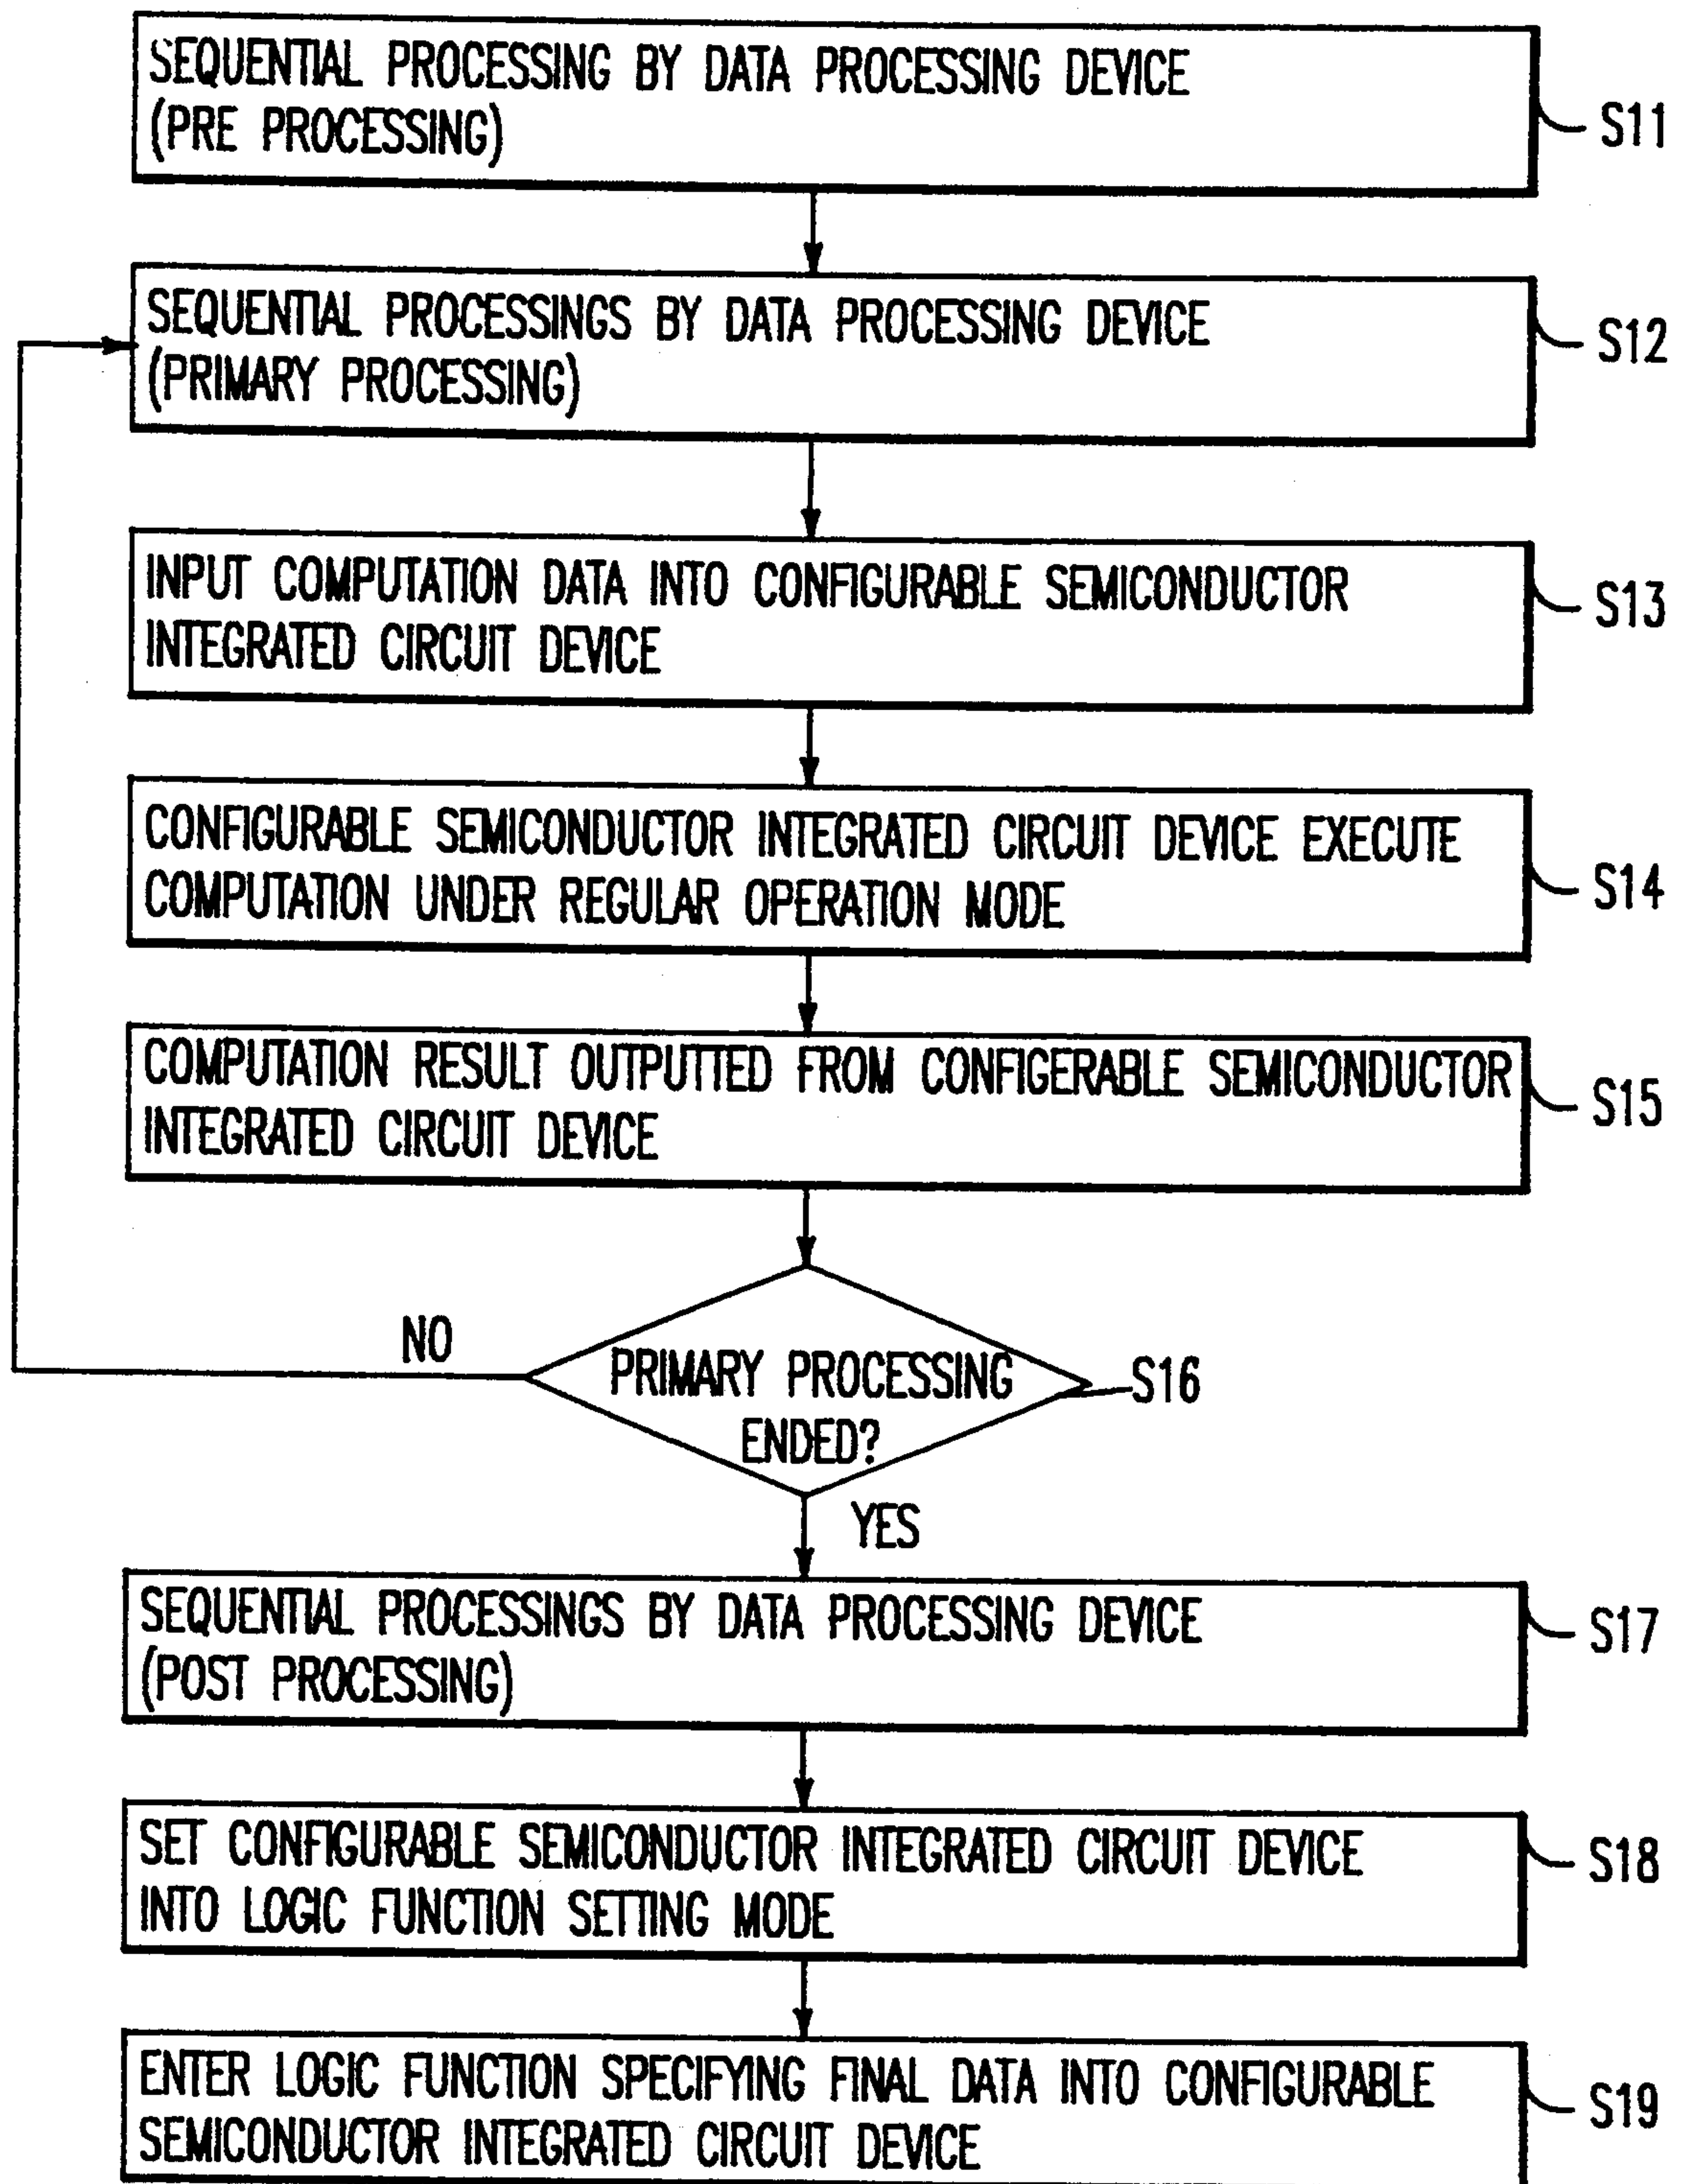 SEQUENTIAL PROCESSING BY DATA PROCESSING DEVICE
(PRE PROCESSING)
S11
SEQUENTIAL PROCESSINGS BY DATA PROCESSING DEVICE
(PRIMARY PROCESSING)
S12
INPUT COMPUTATION DATA INTO CONFIGURABLE SEMICONDUCTOR
INTEGRATED CIRCUIT DEVICE
S13
CONFIGURABLE SEMICONDUCTOR INTEGRATED CIRCUIT DEVICE EXECUTE
COMPUTATION UNDER REGULAR OPERATION MODE
S14
COMPUTATION RESULT OUTPUTTED FROM CONFIGERABLE SEMICONDUCTOR
INTEGRATED CIRCUIT DEVICE
S15
NO
PRIMARY PROCESSING
ENDED?
S16
YES
SEQUENTIAL PROCESSINGS BY DATA PROCESSING DEVICE
(POST PROCESSING)
S17
SET CONFIGURABLE SEMICONDUCTOR INTEGRATED CIRCUIT DEVICE
INTO LOGIC FUNCTION SETTING MODE
S18
ENTER LOGIC FUNCTION SPECIFYING FINAL DATA INTO CONFIGURABLE
SEMICONDUCTOR INTEGRATED CIRCUIT DEVICE
S19